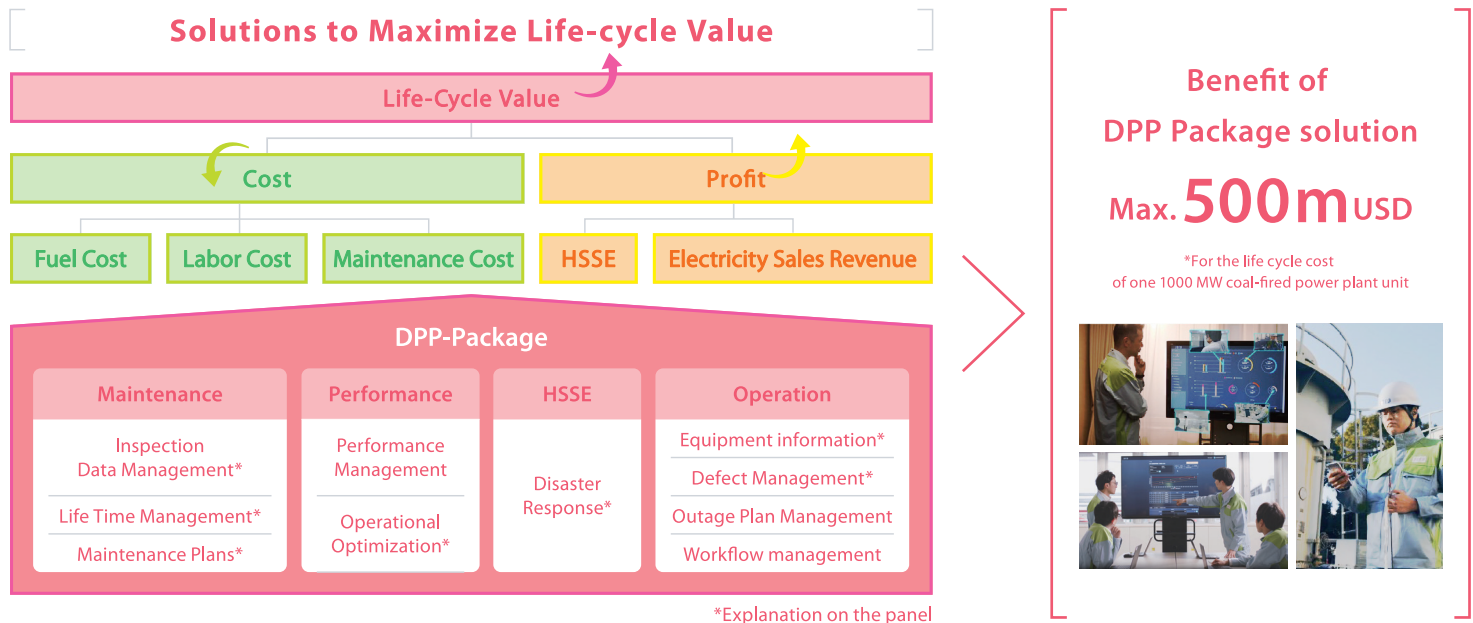 Solutions to Maximize Life-cycle Value
Life-Cycle Value
Cost
Profit
Fuel Cost
Labor Cost
Maintenance Cost
HSSE
Electricity Sales Revenue
DPP-Package
Maintenance
Inspection
Data Management*
Life Time Management*
Maintenance Plans*
Performance
Performance
Management
Operational
Optimization*
HSSE
Disaster
Response*
Operation
Equipment information*
Defect Management*
Outage Plan Management
Workflow management
*Explanation on the panel
Benefit of
DPP Package solution
Max. 500m USD
*For the life cycle cost
of one 1000 MW coal-fired power plant unit